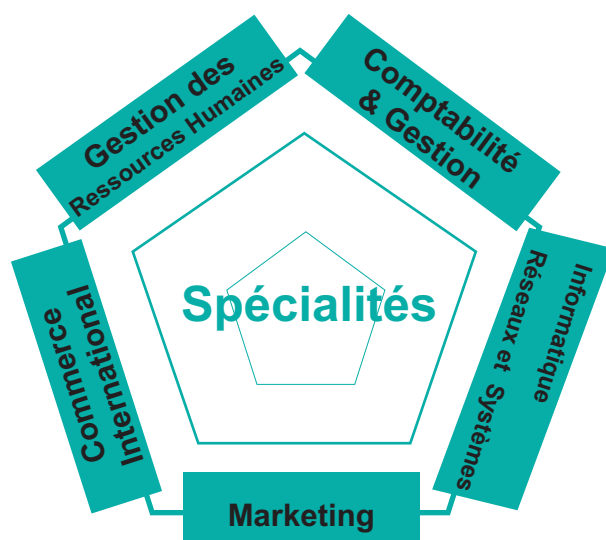 Gestion des
Ressources Humaines
Comptabilité
& Gestion
Informatique
Réseaux et Systèmes
Marketing
Commerce
International
Spécialités